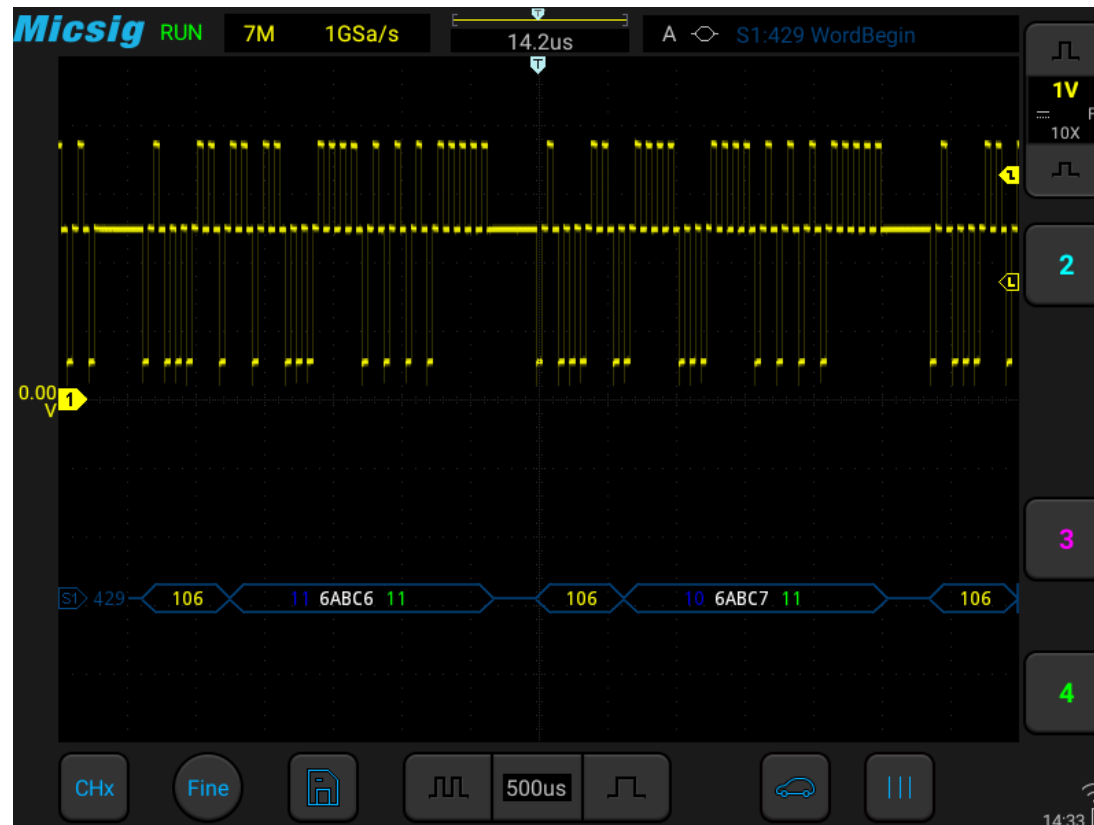 Micsig RUN 7M 1GSa/s T 14.2us A S1:429 WordBegin
T
1V
10X
L
2
0.00
V 1
3
S1 429 106 11 6ABC6 11 106 10 6ABC7 11 106
4
CHx Fine 500us
14:33